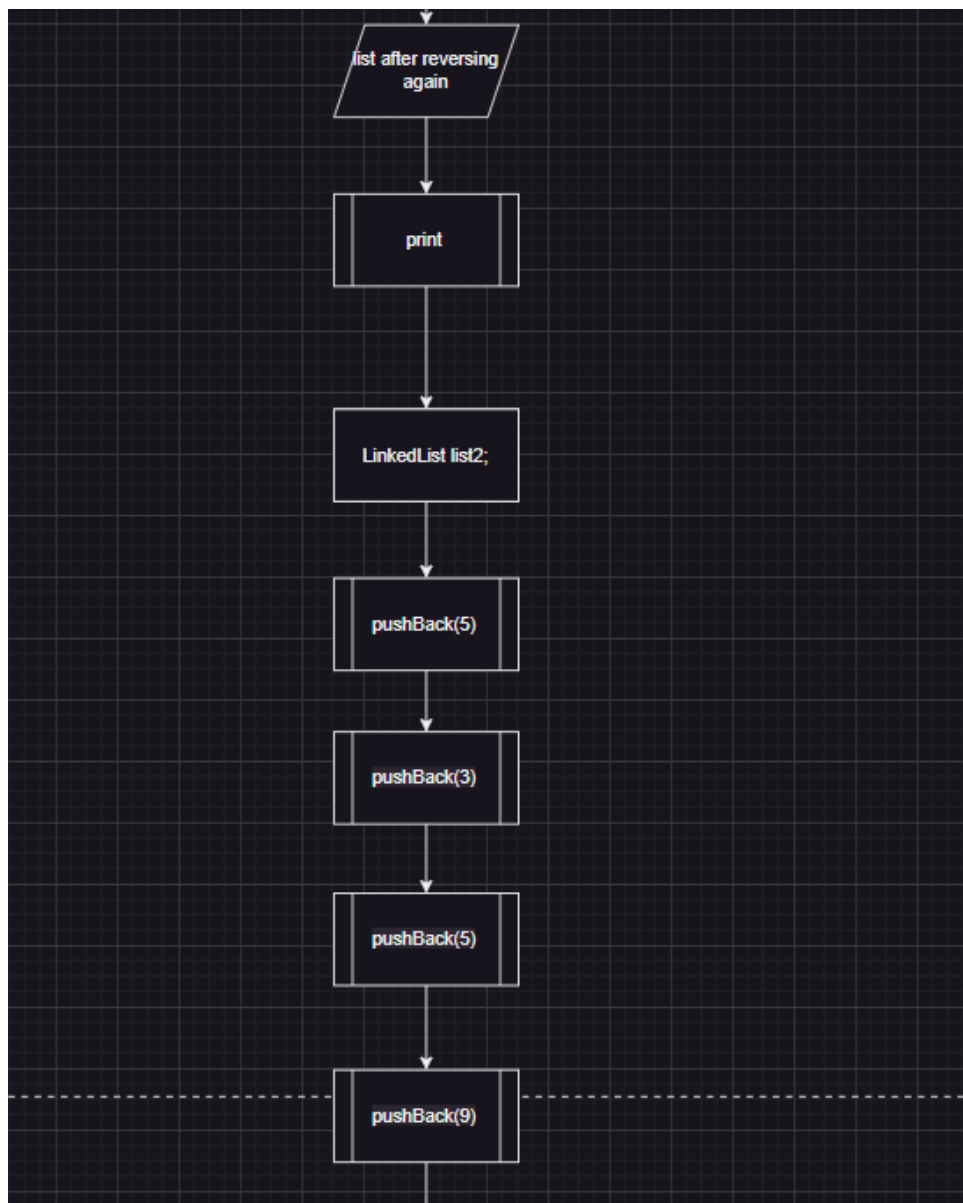 list after reversing
again
print
LinkedList list2;
pushBack(5)
pushBack(3)
pushBack(5)
pushBack(9)